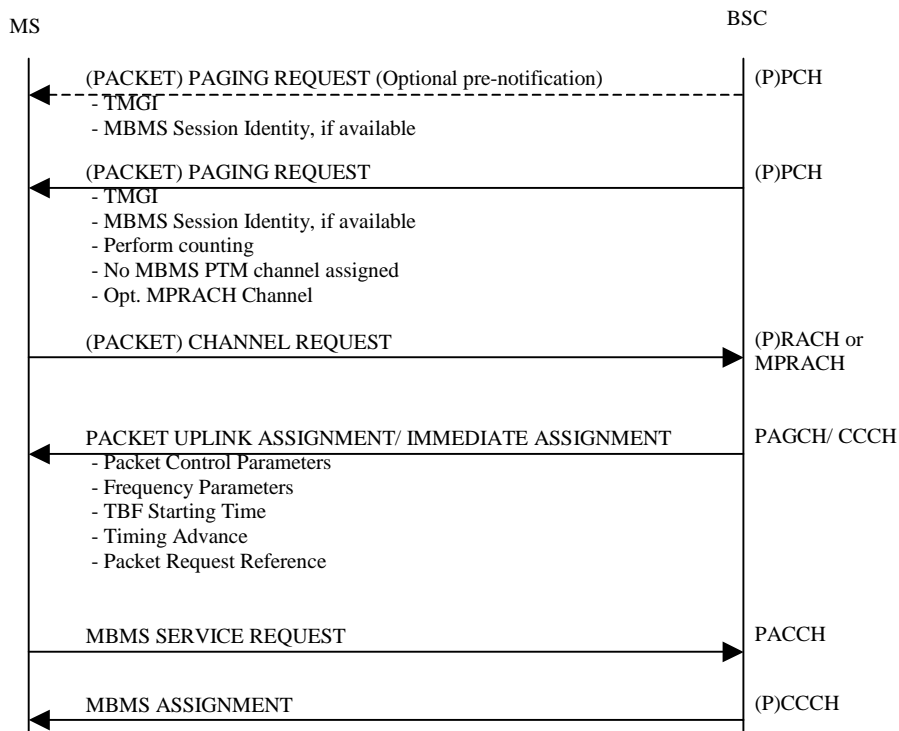 MS
BSC
(PACKET) PAGING REQUEST (Optional pre-notification)
(P)PCH
- TMGI
- MBMS Session Identity, if available
(PACKET) PAGING REQUEST
(P)PCH
- TMGI
- MBMS Session Identity, if available
- Perform counting
- No MBMS PTM channel assigned
- Opt. MPRACH Channel
(PACKET) CHANNEL REQUEST
(P)RACH or
MPRACH
PACKET UPLINK ASSIGNMENT/ IMMEDIATE ASSIGNMENT
PAGCH/ CCCH
- Packet Control Parameters
- Frequency Parameters
- TBF Starting Time
- Timing Advance
- Packet Request Reference
MBMS SERVICE REQUEST
PACCH
MBMS ASSIGNMENT
(P)CCCH